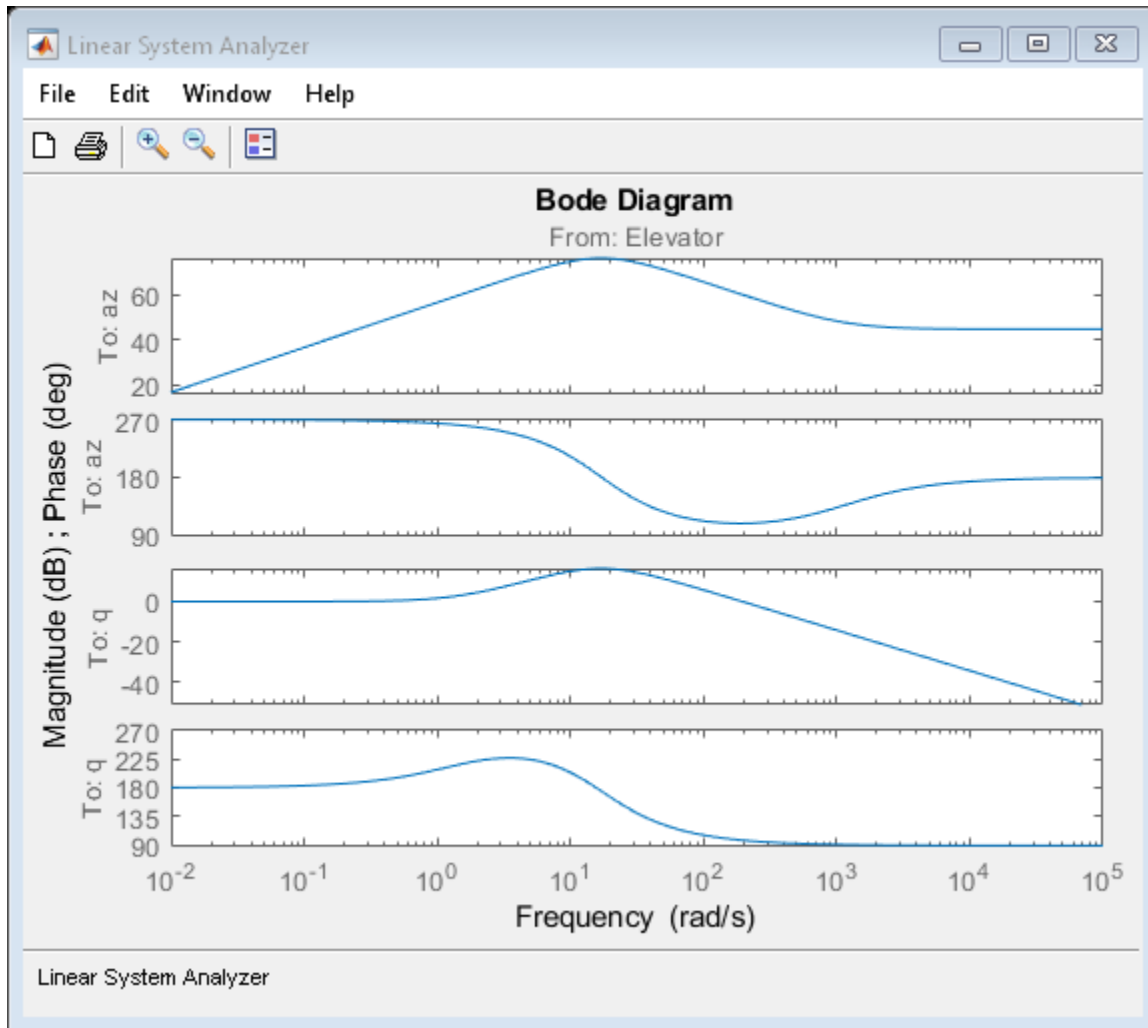 Linear System Analyzer
File Edit Window Help
Bode Diagram
From: Elevator
Magnitude (dB) ; Phase (deg)
To: az
60
40
20
To: az
270
180
90
To: q
0
-20
-40
To: q
270
225
180
135
90
10^-2 10^-1 10^0 10^1 10^2 10^3 10^4 10^5
Frequency (rad/s)
Linear System Analyzer